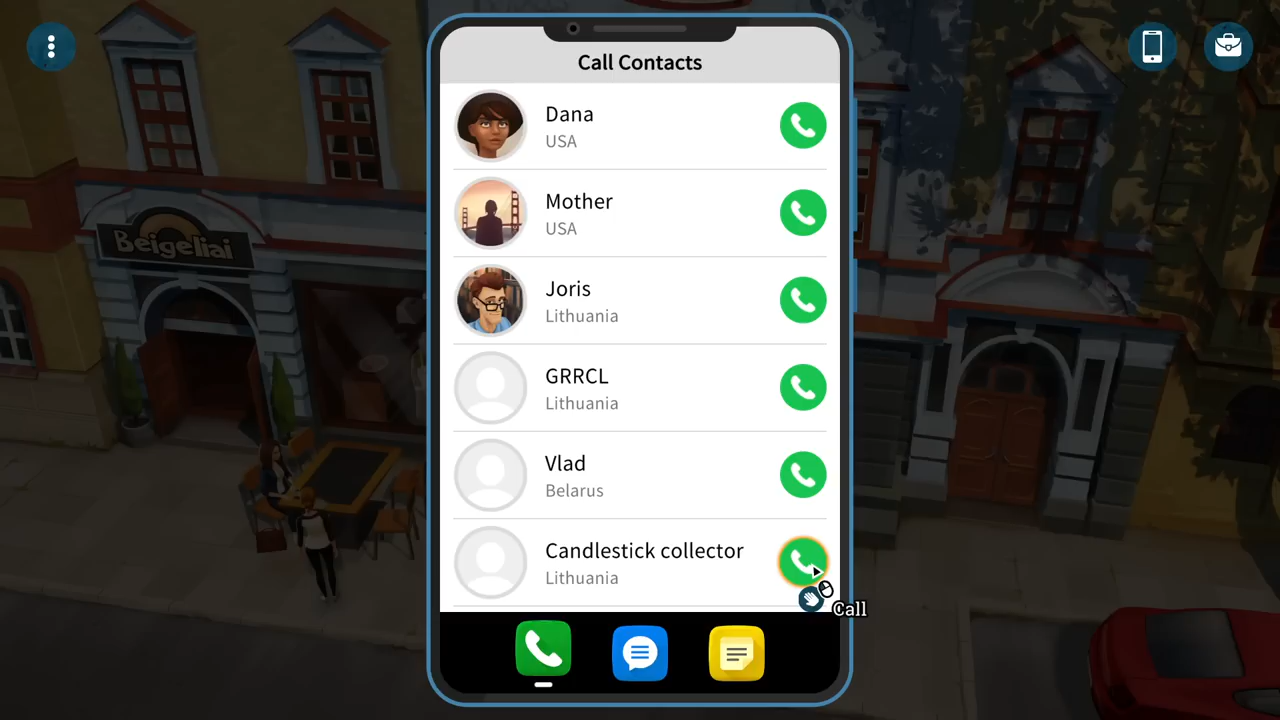 Call Contacts
Dana
USA
Mother
USA
Joris
Lithuania
GRRCL
Lithuania
Vlad
Belarus
Candlestick collector
Lithuania
Call
Beigeliai